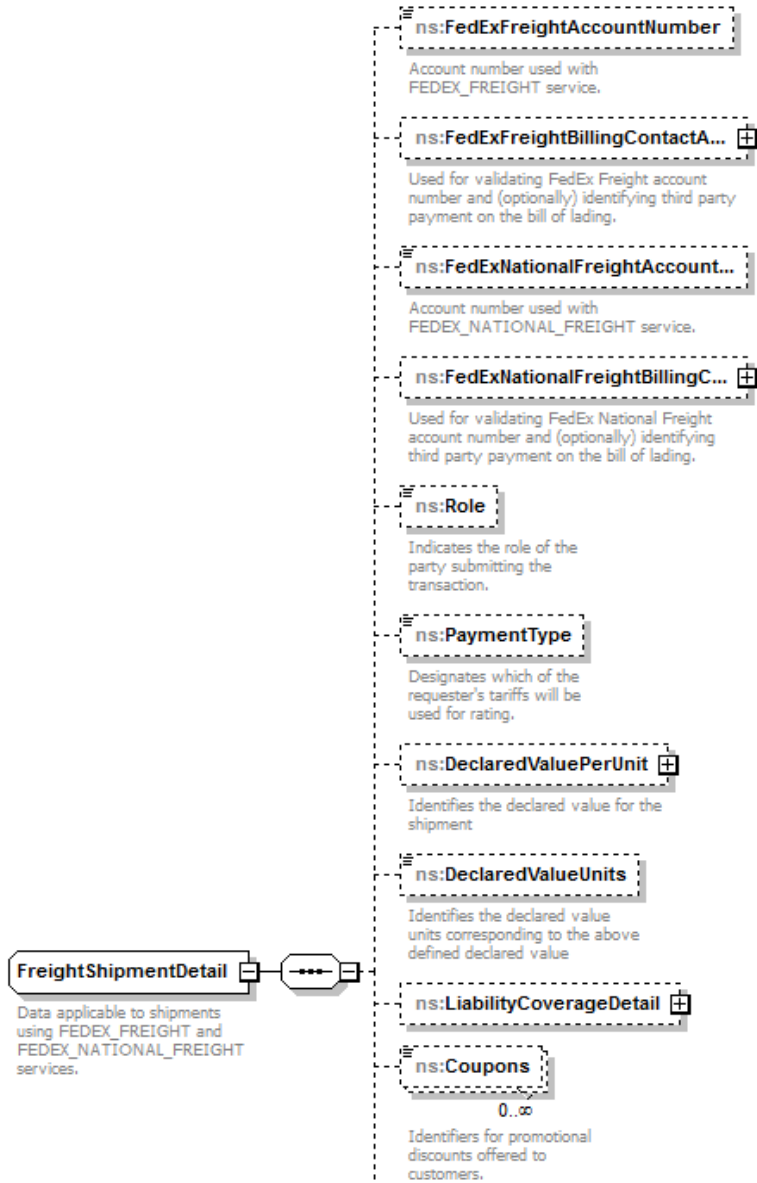 ns:FedExFreightAccountNumber
Account number used with
FEDEX_FREIGHT service.
ns:FedExFreightBillingContactA...
Used for validating FedEx Freight account
number and (optionally) identifying third party
payment on the bill of lading.
ns:FedExNationalFreightAccount...
Account number used with
FEDEX_NATIONAL_FREIGHT service.
ns:FedExNationalFreightBillingC...
Used for validating FedEx National Freight
account number and (optionally) identifying
third party payment on the bill of lading.
ns:Role
Indicates the role of the
party submitting the
transaction.
ns:PaymentType
Designates which of the
requester's tariffs will be
used for rating.
ns:DeclaredValuePerUnit
Identifies the declared value for the
shipment
ns:DeclaredValueUnits
Identifies the declared value
units corresponding to the above
defined declared value
FreightShipmentDetail
Data applicable to shipments
using FEDEX_FREIGHT and
FEDEX_NATIONAL_FREIGHT
services.
ns:LiabilityCoverageDetail
ns:Coupons
0..∞
Identifiers for promotional
discounts offered to
customers.